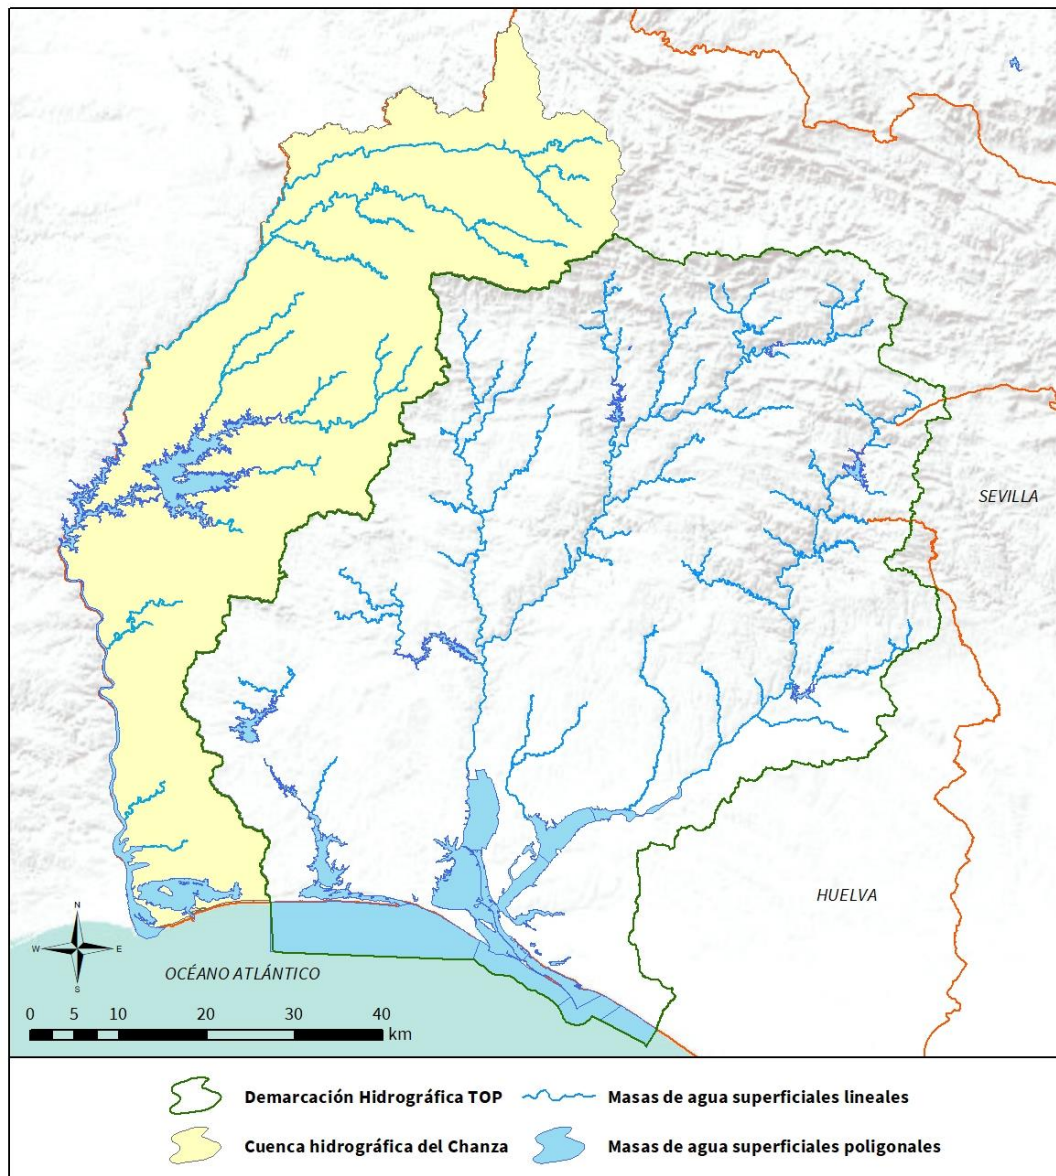 SEVILLA
HUELVA
N
W E
S
OCÉANO ATLÁNTICO
0 5 10 20 30 40
km
Demarcación Hidrográfica TOP
Masas de agua superficiales lineales
Cuenca hidrográfica del Chanza
Masas de agua superficiales poligonales